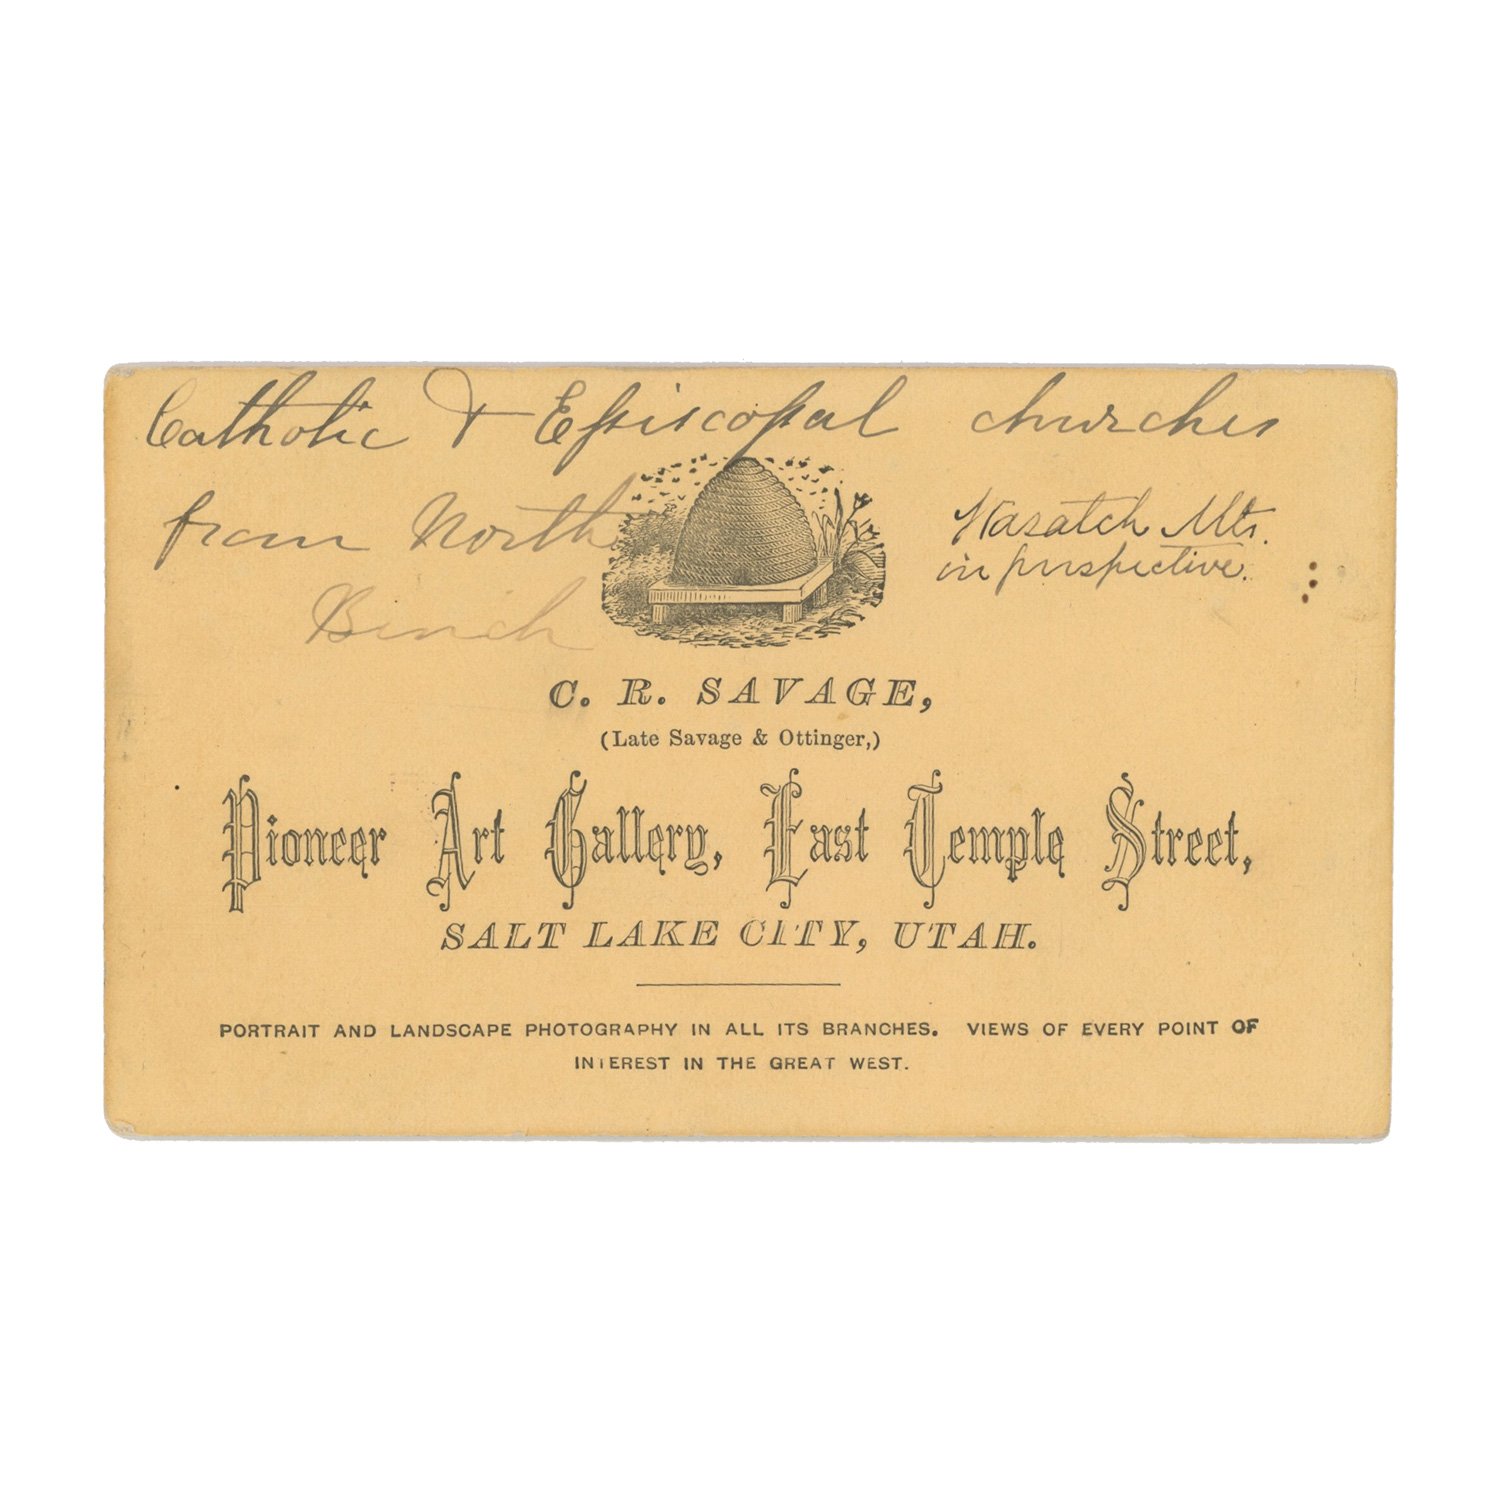 Catholic & Episcopal churches
from North
Bench
Wasatch Mts.
in perspective.
C. R. SAVAGE,
(Late Savage & Ottinger,)
Pioneer Art Gallery, East Temple Street,
SALT LAKE CITY, UTAH.
PORTRAIT AND LANDSCAPE PHOTOGRAPHY IN ALL ITS BRANCHES. VIEWS OF EVERY POINT OF
INTEREST IN THE GREAT WEST.